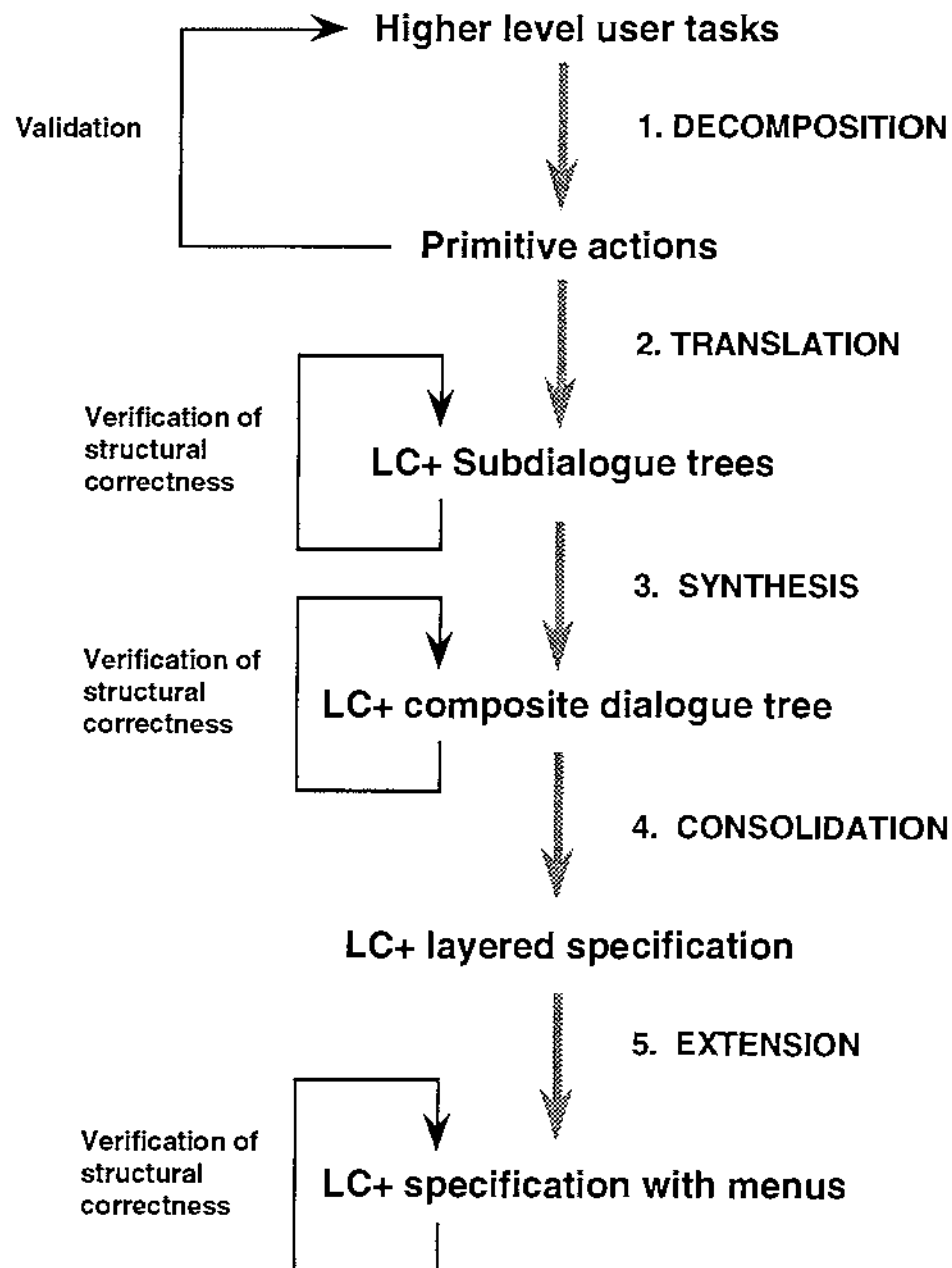 Higher level user tasks
Validation
1. DECOMPOSITION
Primitive actions
2. TRANSLATION
Verification of
structural
correctness
LC+ Subdialogue trees
3. SYNTHESIS
Verification of
structural
correctness
LC+ composite dialogue tree
4. CONSOLIDATION
LC+ layered specification
5. EXTENSION
Verification of
structural
correctness
LC+ specification with menus